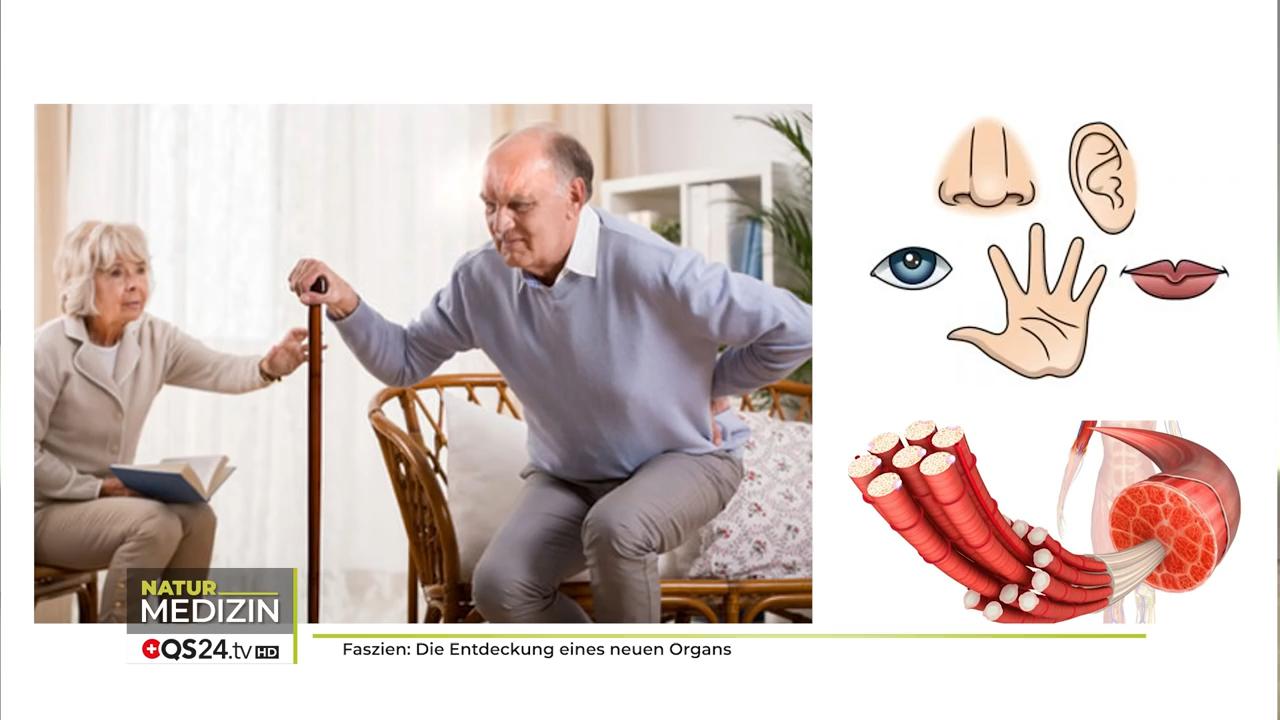 NATUR
MEDIZIN
QS24.tv HD
Faszien: Die Entdeckung eines neuen Organs